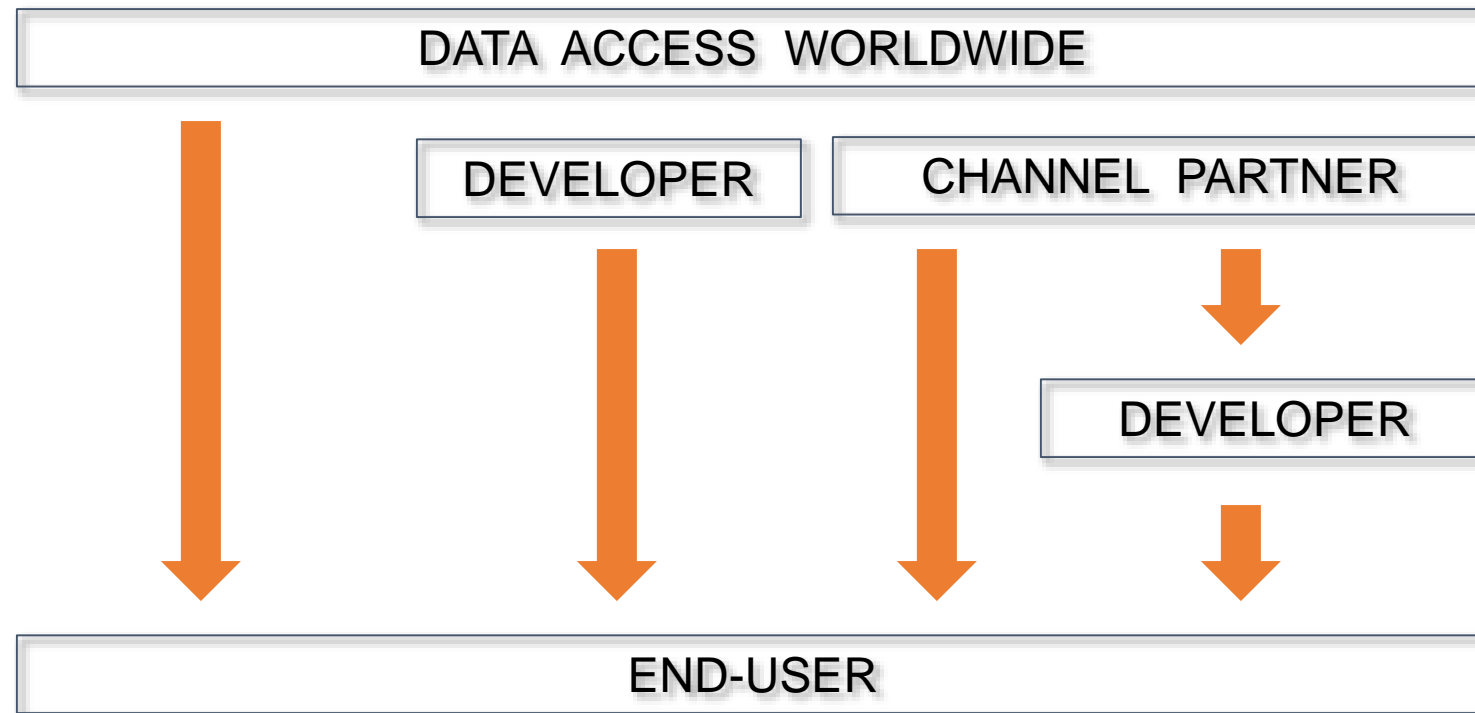 DATA ACCESS WORLDWIDE
DEVELOPER
CHANNEL PARTNER
DEVELOPER
END-USER